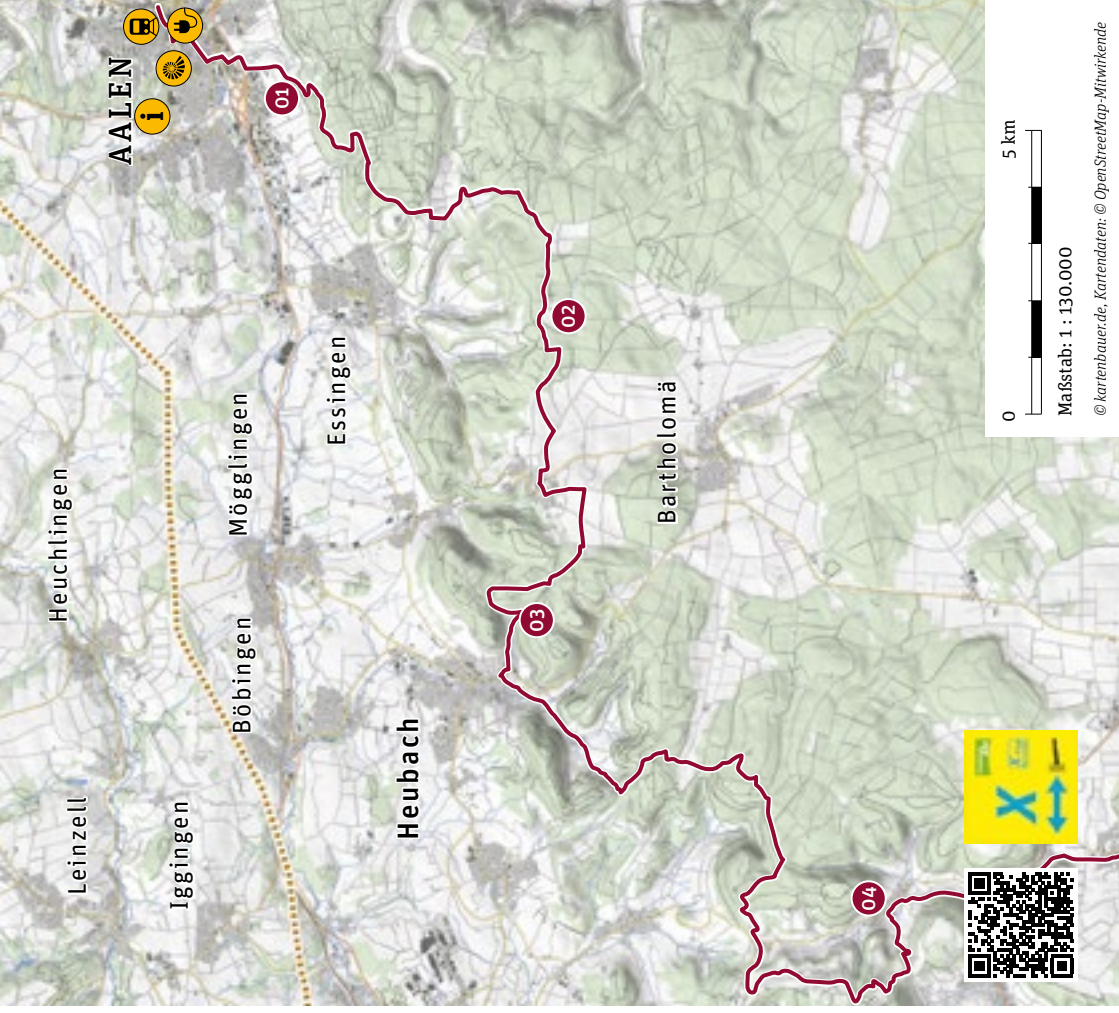 AALEN
i
01
Essingen
Mögglingen
Heuchlingen
02
Bartholomä
03
Böbingen
Heubach
Leinzell
Iggingen
04
X
0
5 km
Maßstab: 1 : 130.000
© kartenbauer.de, Kartendaten: © OpenStreetMap-Mitwirkende